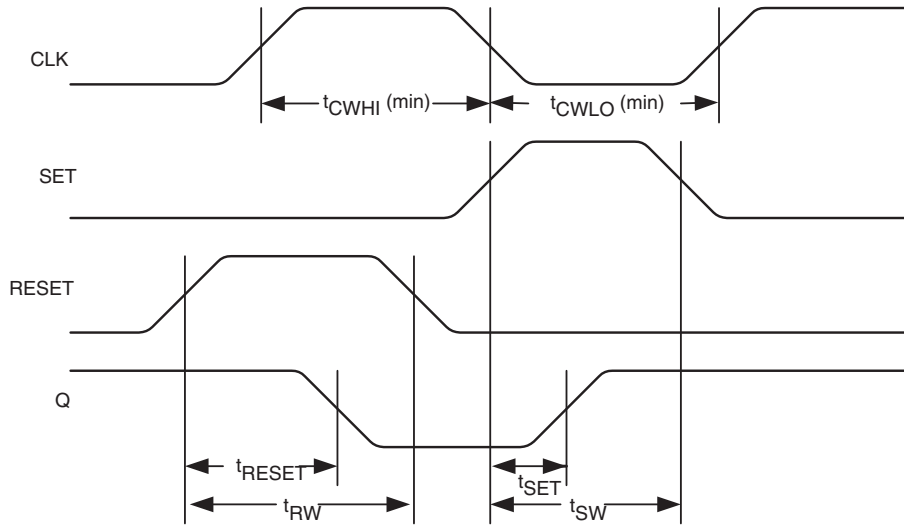 CLK
tCWHI (min)
tCWLO (min)
SET
RESET
Q
tRESET
tSET
tRW
tSW